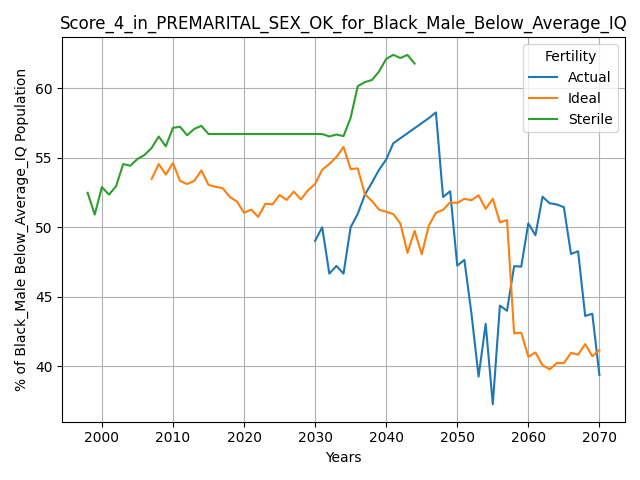 Score_4_in_PREMARITAL_SEX_OK_for_Black_Male_Below_Average_IQ
% of Black_Male Below_Average_IQ Population
60
55
50
45
40
Fertility
Actual
Ideal
Sterile
2000 2010 2020 2030 2040 2050 2060 2070
Years